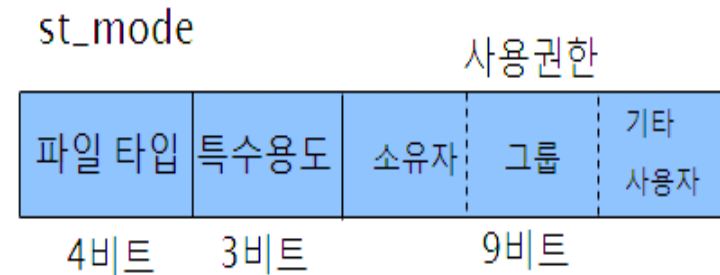 st_mode
사용권한
파일 타입
특수용도
소유자
그룹
기타
사용자
4비트
3비트
9비트